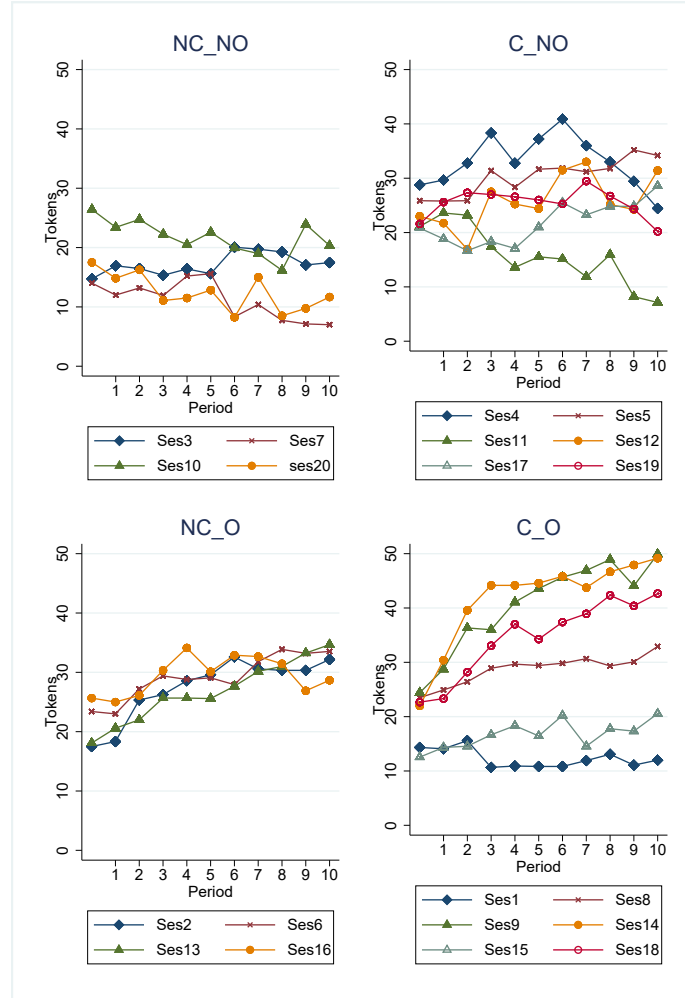 NC_NO
50
40
30
20
10
0
Tokens
1 2 3 4 5 6 7 8 9 10
Period
Ses3 Ses7
Ses10 ses20
C_NO
50
40
30
20
10
0
Tokens
1 2 3 4 5 6 7 8 9 10
Period
Ses4 Ses5
Ses11 Ses12
Ses17 Ses19
NC_O
50
40
30
20
10
0
Tokens
1 2 3 4 5 6 7 8 9 10
Period
Ses2 Ses6
Ses13 Ses16
C_O
50
40
30
20
10
0
Tokens
1 2 3 4 5 6 7 8 9 10
Period
Ses1 Ses8
Ses9 Ses14
Ses15 Ses18